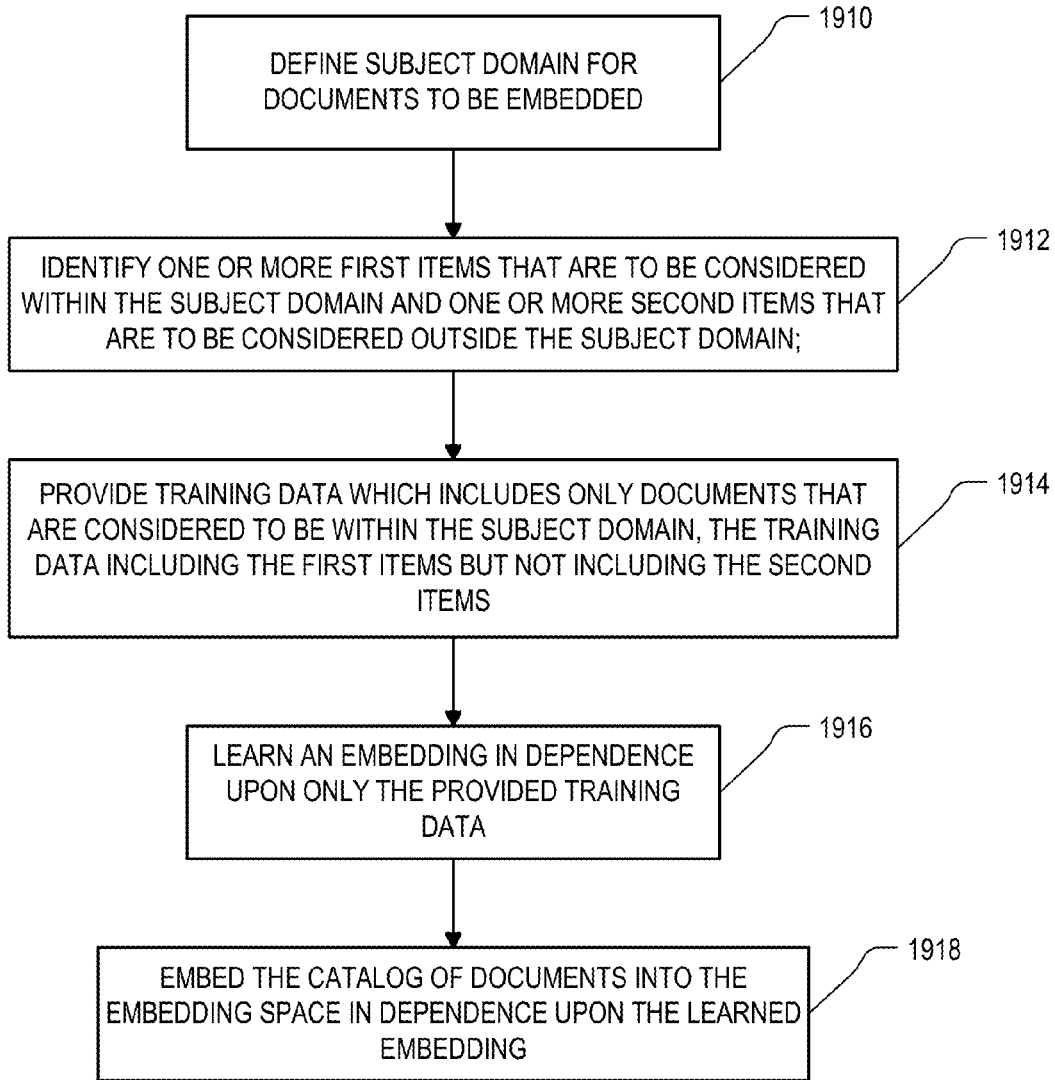 1910
DEFINE SUBJECT DOMAIN FOR
DOCUMENTS TO BE EMBEDDED
1912
IDENTIFY ONE OR MORE FIRST ITEMS THAT ARE TO BE CONSIDERED
WITHIN THE SUBJECT DOMAIN AND ONE OR MORE SECOND ITEMS THAT
ARE TO BE CONSIDERED OUTSIDE THE SUBJECT DOMAIN;
1914
PROVIDE TRAINING DATA WHICH INCLUDES ONLY DOCUMENTS THAT
ARE CONSIDERED TO BE WITHIN THE SUBJECT DOMAIN, THE TRAINING
DATA INCLUDING THE FIRST ITEMS BUT NOT INCLUDING THE SECOND
ITEMS
1916
LEARN AN EMBEDDING IN DEPENDENCE
UPON ONLY THE PROVIDED TRAINING
DATA
1918
EMBED THE CATALOG OF DOCUMENTS INTO THE
EMBEDDING SPACE IN DEPENDENCE UPON THE LEARNED
EMBEDDING